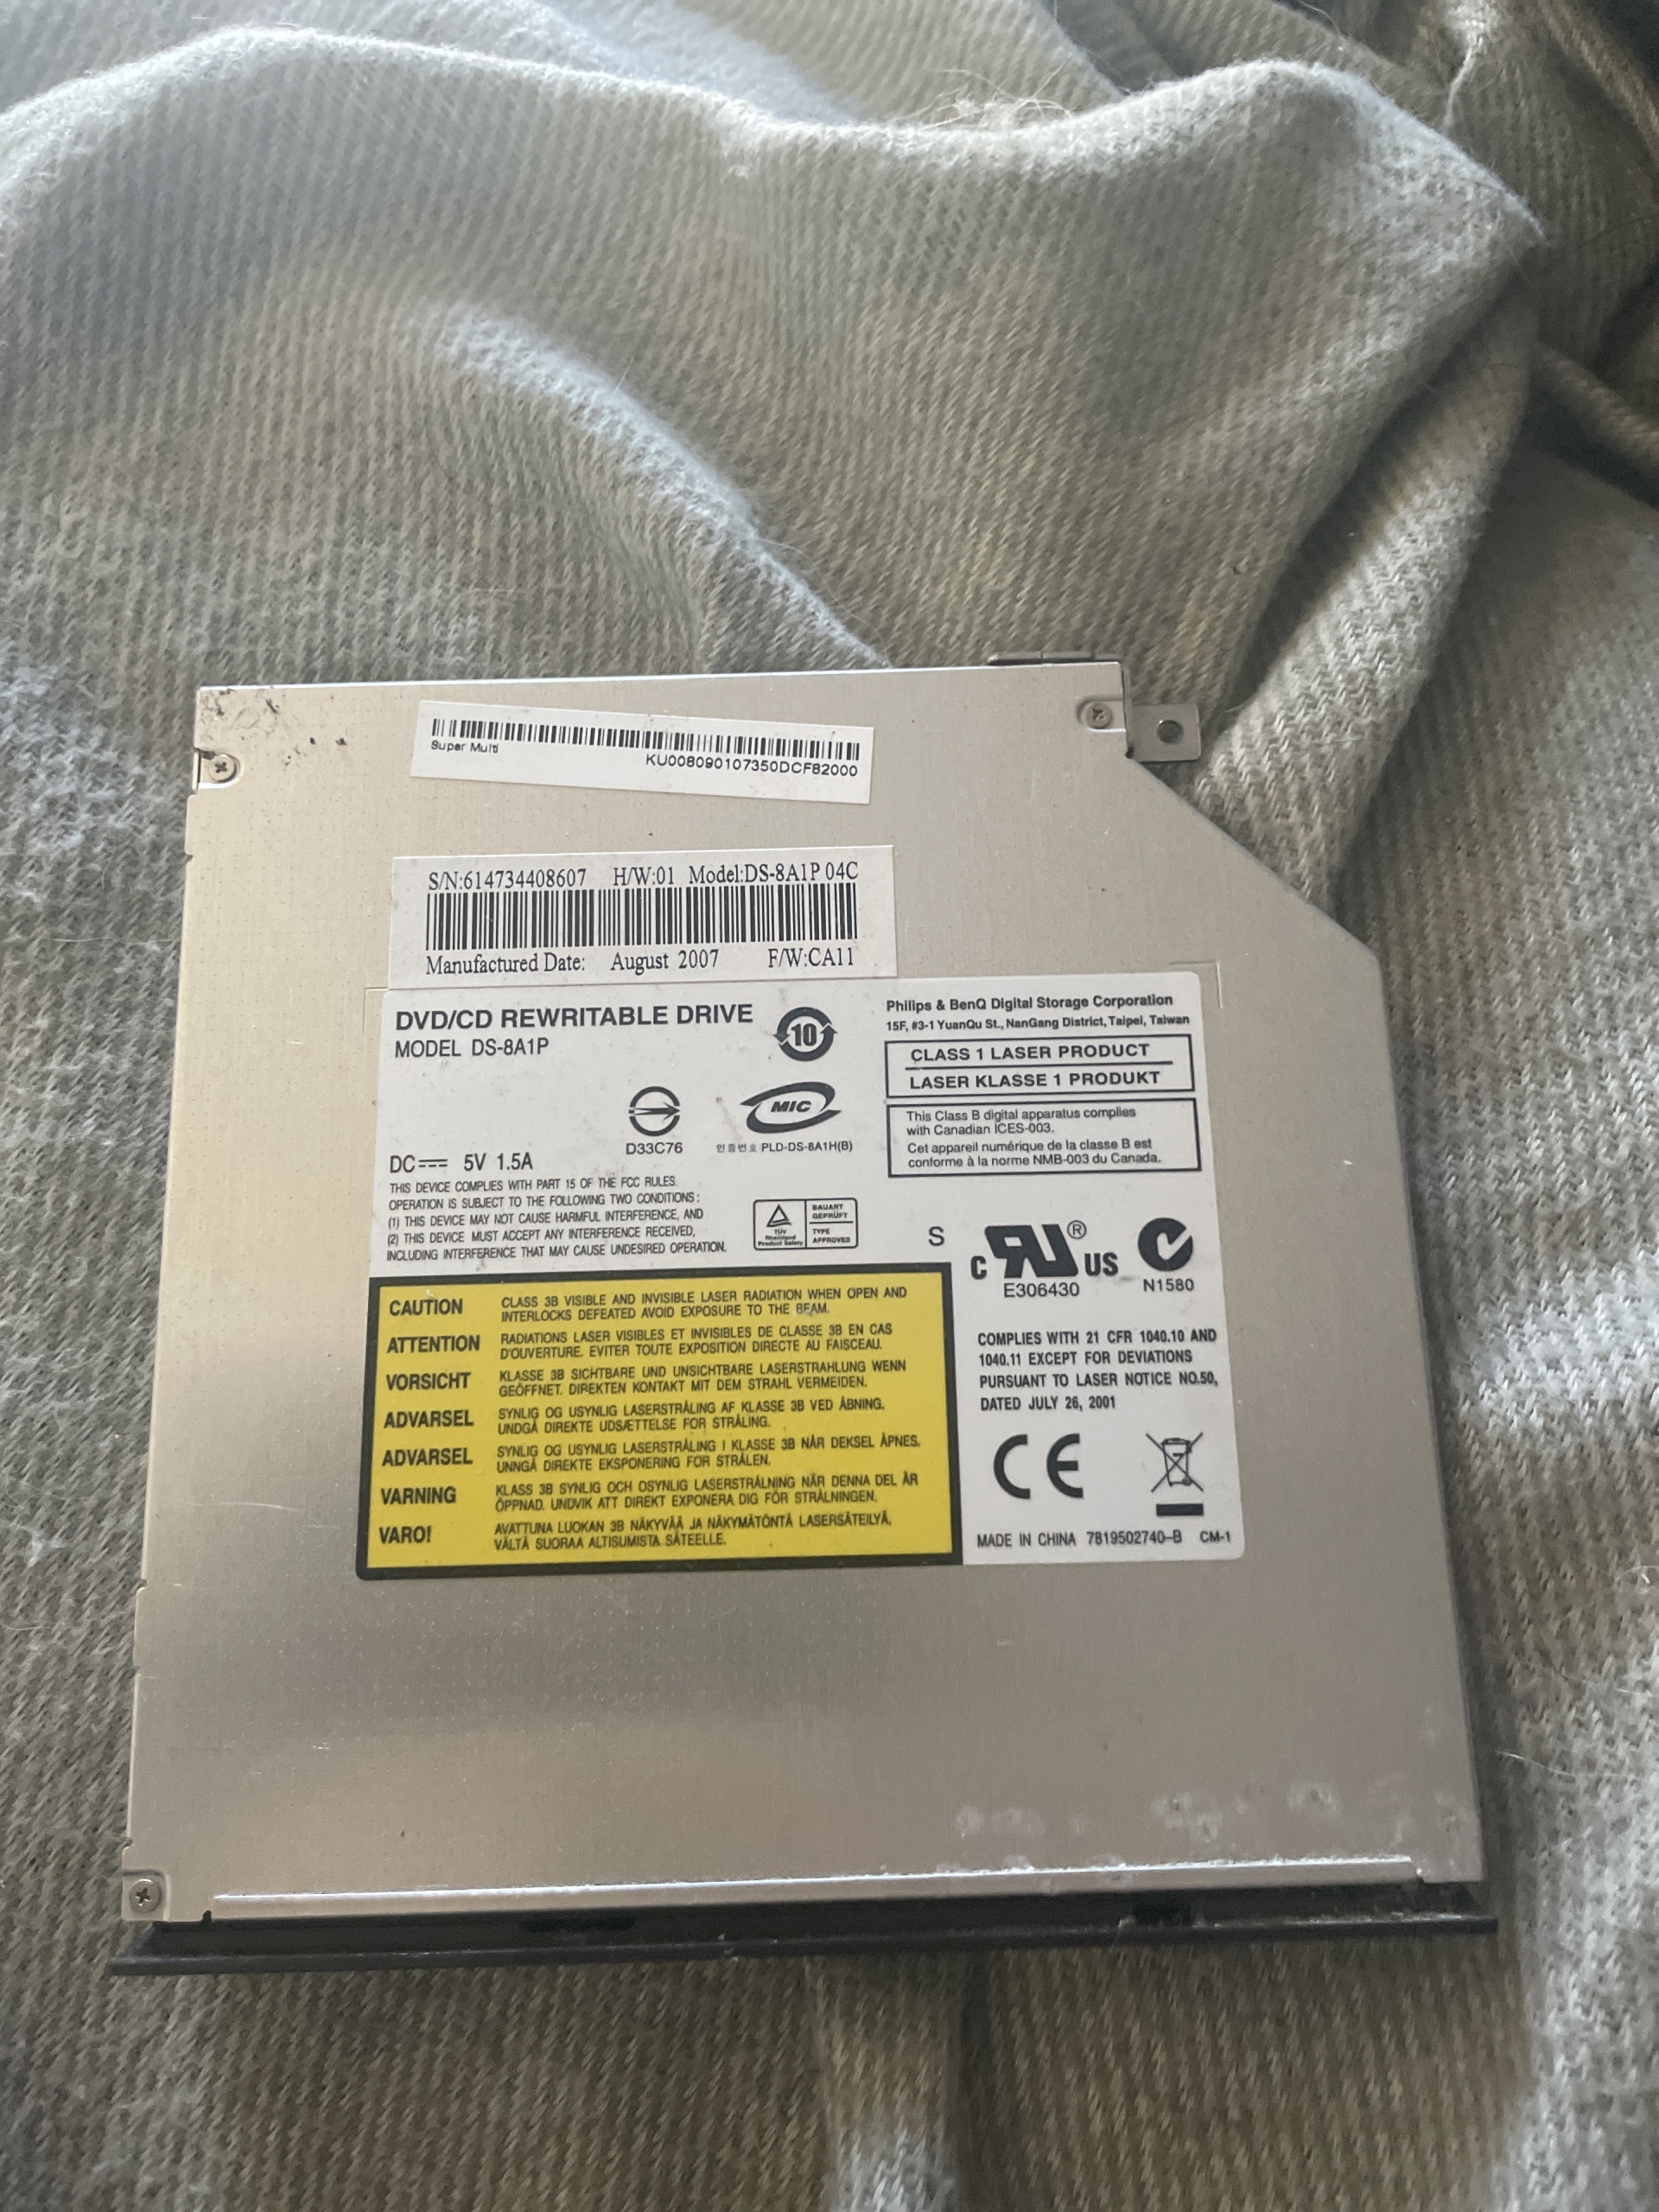 Super Multi
KU008090107350DCF82000
S/N:614734408607 H/W:01 Model:DS-8A1P 04C
Manufactured Date: August 2007 F/W:CA11
DVD/CD REWRITABLE DRIVE
MODEL DS-8A1P
10
D33C76
MIC
인증번호 PLD-DS-8A1H(B)
DC 5V 1.5A
THIS DEVICE COMPLIES WITH PART 15 OF THE FCC RULES.
OPERATION IS SUBJECT TO THE FOLLOWING TWO CONDITIONS:
(1) THIS DEVICE MAY NOT CAUSE HARMFUL INTERFERENCE, AND
(2) THIS DEVICE MUST ACCEPT ANY INTERFERENCE RECEIVED,
INCLUDING INTERFERENCE THAT MAY CAUSE UNDESIRED OPERATION.
TÜV
Rheinland
Product Safety
BAUART
GEPRÜFT
TYPE
APPROVED
Philips & BenQ Digital Storage Corporation
15F, #3-1 YuanQu St., NanGang District, Taipei, Taiwan
CLASS 1 LASER PRODUCT
LASER KLASSE 1 PRODUKT
This Class B digital apparatus complies
with Canadian ICES-003.
Cet appareil numérique de la classe B est
conforme à la norme NMB-003 du Canada.
S
C RU ® US
E306430
N1580
CAUTION CLASS 3B VISIBLE AND INVISIBLE LASER RADIATION WHEN OPEN AND
INTERLOCKS DEFEATED AVOID EXPOSURE TO THE BEAM.
ATTENTION RADIATIONS LASER VISIBLES ET INVISIBLES DE CLASSE 3B EN CAS
D'OUVERTURE. EVITER TOUTE EXPOSITION DIRECTE AU FAISCEAU.
VORSICHT KLASSE 3B SICHTBARE UND UNSICHTBARE LASERSTRAHLUNG WENN
GEÖFFNET. DIREKTEN KONTAKT MIT DEM STRAHL VERMEIDEN.
ADVARSEL SYNLIG OG USYNLIG LASERSTRÅLING AF KLASSE 3B VED ÅBNING.
UNDGÅ DIREKTE UDSÆTTELSE FOR STRÅLING.
ADVARSEL SYNLIG OG USYNLIG LASERSTRÅLING I KLASSE 3B NÅR DEKSEL ÅPNES.
UNNGÅ DIREKTE EKSPONERING FOR STRÅLEN.
VARNING KLASS 3B SYNLIG OCH OSYNLIG LASERSTRÅLNING NÄR DENNA DEL ÄR
ÖPPNAD. UNDVIK ATT DIREKT EXPONERA DIG FÖR STRÅLNINGEN.
VARO! AVATTUNA LUOKAN 3B NÄKYVÄÄ JA NÄKYMÄTÖNTÄ LASERSÄTEILYÄ.
VÄLTÄ SUORAA ALTISUMISTA SÄTEELLE.
COMPLIES WITH 21 CFR 1040.10 AND
1040.11 EXCEPT FOR DEVIATIONS
PURSUANT TO LASER NOTICE NO.50,
DATED JULY 26, 2001
CE
MADE IN CHINA 7819502740-B CM-1